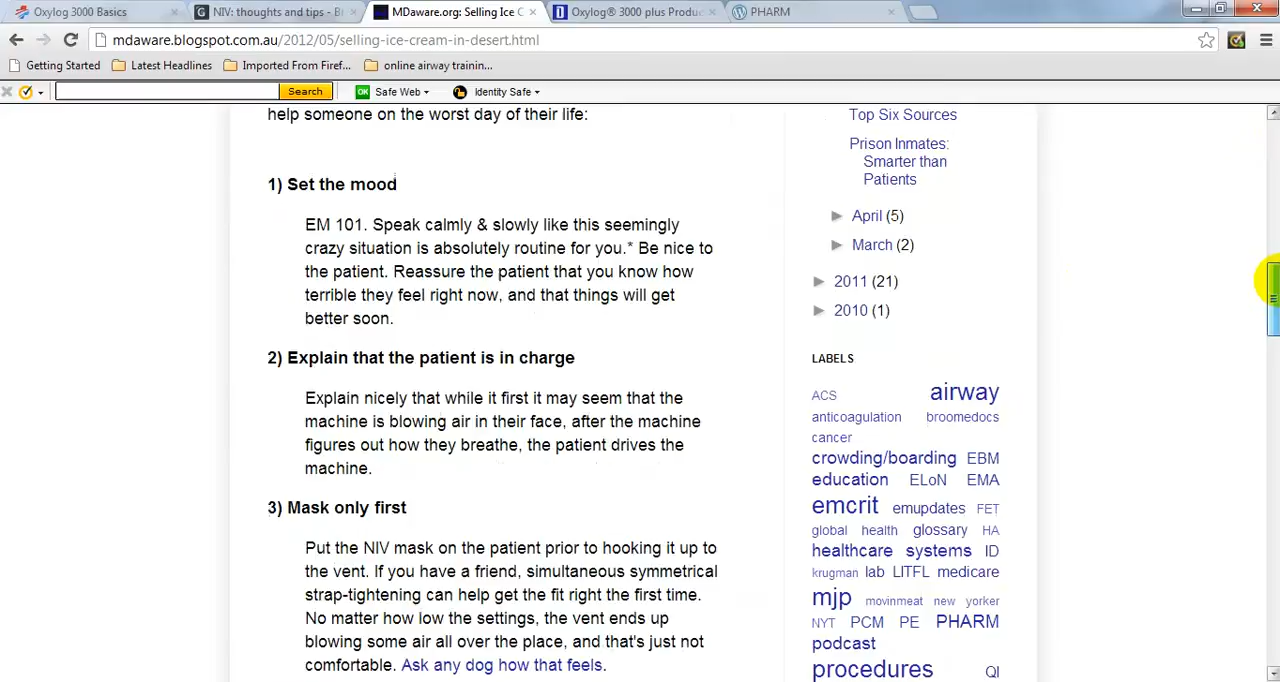 Oxylog 3000 Basics
NIV: thoughts and tips - B
MDaware.org: Selling Ice C
Oxylog® 3000 plus Produc
PHARM
mdaware.blogspot.com.au/2012/05/selling-ice-cream-in-desert.html
Getting Started
Latest Headlines
Imported From Firef...
online airway trainin...
Search
OK
Safe Web
Identity Safe
help someone on the worst day of their life:
1) Set the mood
EM 101. Speak calmly & slowly like this seemingly
crazy situation is absolutely routine for you.* Be nice to
the patient. Reassure the patient that you know how
terrible they feel right now, and that things will get
better soon.
2) Explain that the patient is in charge
Explain nicely that while it first it may seem that the
machine is blowing air in their face, after the machine
figures out how they breathe, the patient drives the
machine.
3) Mask only first
Put the NIV mask on the patient prior to hooking it up to
the vent. If you have a friend, simultaneous symmetrical
strap-tightening can help get the fit right the first time.
No matter how low the settings, the vent ends up
blowing some air all over the place, and that's just not
comfortable. Ask any dog how that feels.
Top Six Sources
Prison Inmates:
Smarter than
Patients
► April (5)
► March (2)
► 2011 (21)
► 2010 (1)
LABELS
ACS airway
anticoagulation broomedocs
cancer
crowding/boarding EBM
education ELoN EMA
emcrit emupdates FET
global health glossary HA
healthcare systems ID
krugman lab LITFL medicare
mjp movinmeat new yorker
NYT PCM PE PHARM
podcast
procedures QI